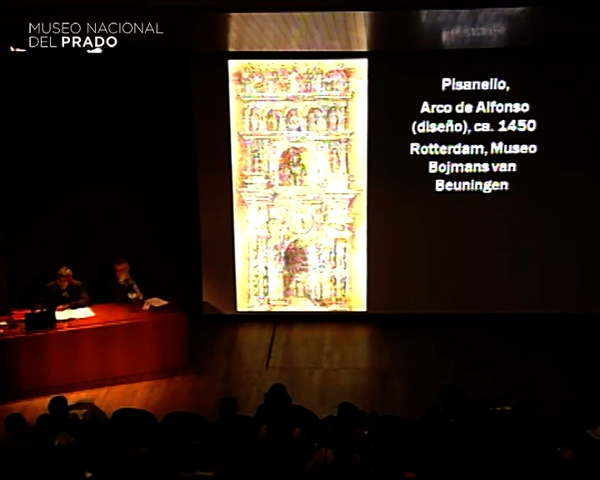 MUSEO NACIONAL
DEL PRADO
Pisanello,
Arco de Alfonso
(diseño), ca. 1450
Rotterdam, Museo
Bojmans van
Beuningen